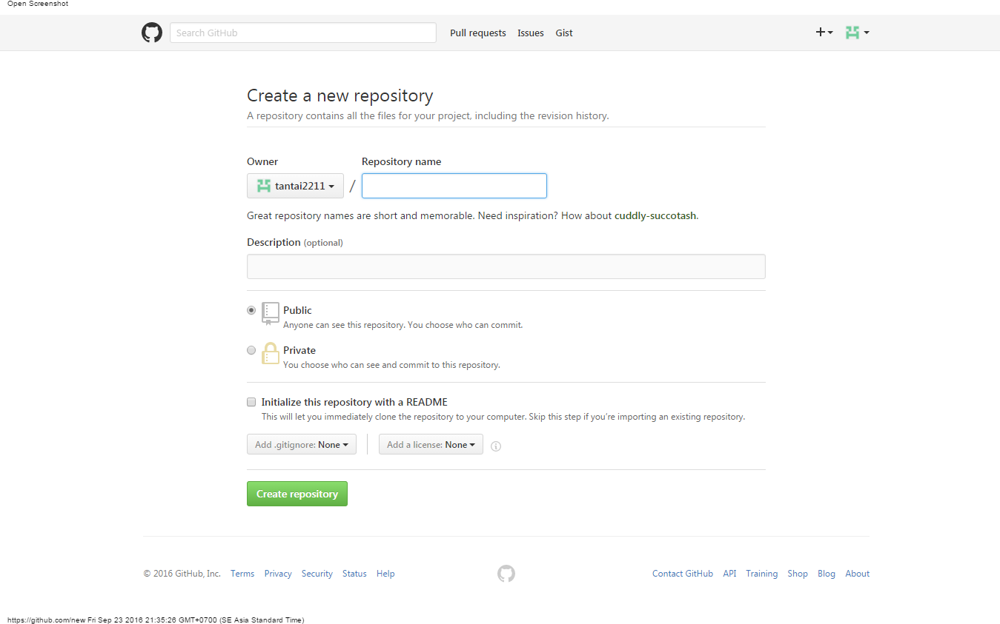 Open Screenshot
Search GitHub Pull requests Issues Gist
Create a new repository
A repository contains all the files for your project, including the revision history.
Owner Repository name
tantai2211 /
Great repository names are short and memorable. Need inspiration? How about cuddly-succotash.
Description (optional)
Public
Anyone can see this repository. You choose who can commit.
Private
You choose who can see and commit to this repository.
Initialize this repository with a README
This will let you immediately clone the repository to your computer. Skip this step if you're importing an existing repository.
Add .gitignore: None Add a license: None
Create repository
© 2016 GitHub, Inc. Terms Privacy Security Status Help Contact GitHub API Training Shop Blog About
https://github.com/new Fri Sep 23 2016 21:35:26 GMT+0700 (SE Asia Standard Time)